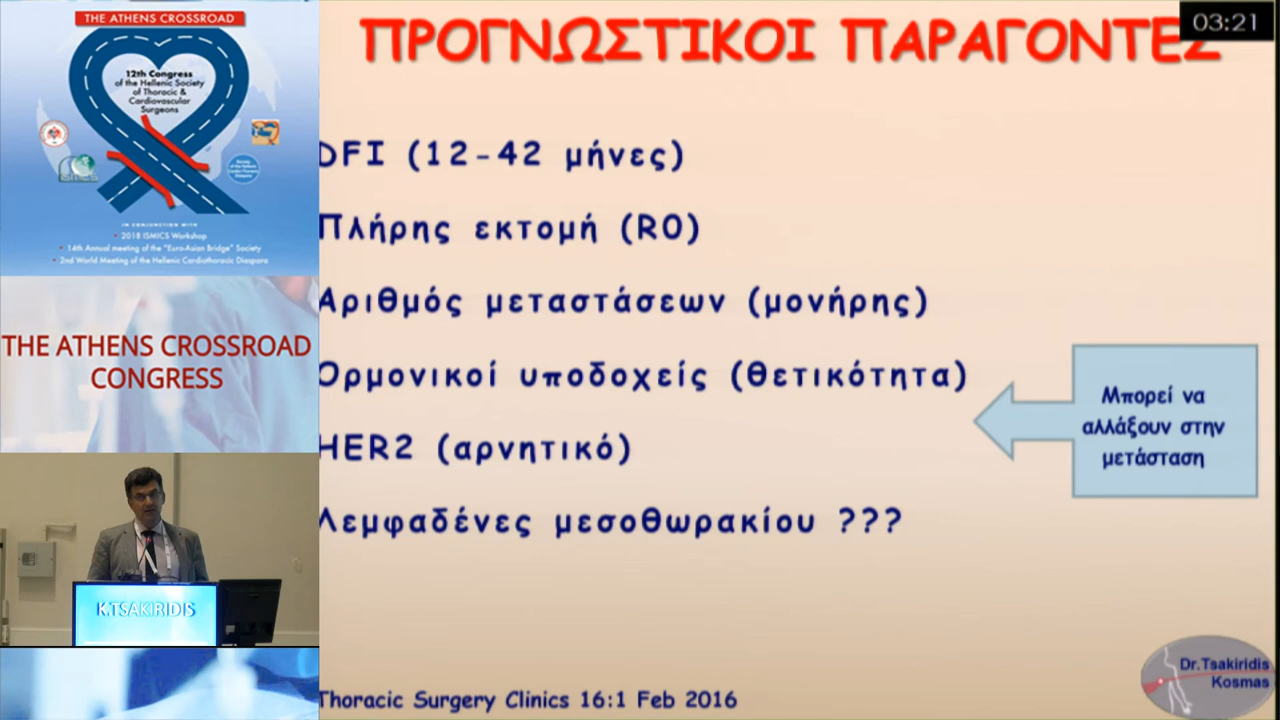 THE ATHENS CROSSROAD
12th Congress
of the Hellenic Society
of Thoracic &
Cardiovascular
Surgeons
ISMICS
IN CONJUNCTION WITH
• 2018 ISMICS Workshop
• 14th Annual meeting of the "Euro-Asian Bridge" Society
• 2nd World Meeting of the Hellenic Cardiothoracic Diaspora
THE ATHENS CROSSROAD
CONGRESS
K.TSAKIRIDIS
ΠΡΟΓΝΩΣΤΙΚΟΙ ΠΑΡΑΓΟΝΤΕΣ
03:21
DFI (12-42 μήνες)
Πλήρης εκτομή (R0)
Αριθμός μεταστάσεων (μονήρης)
Ορμονικοί υποδοχείς (θετικότητα)
HER2 (αρνητικό)
Λεμφαδένες μεσοθωρακίου ???
Μπορεί να
αλλάξουν στην
μετάσταση
Thoracic Surgery Clinics 16:1 Feb 2016
Dr.Tsakiridis
Kosmas